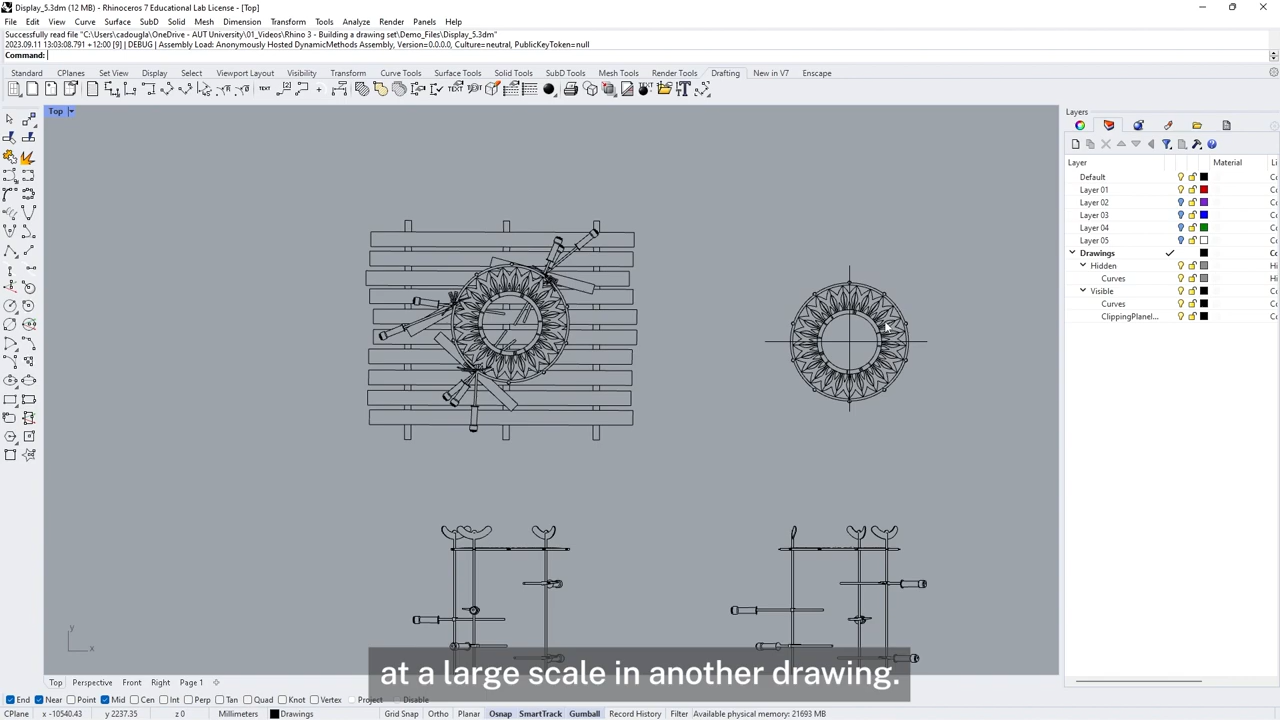 Display_5.3dm (12 MB) - Rhinoceros 7 Educational Lab License - [Top]
File Edit View Curve Surface SubD Solid Mesh Dimension Transform Tools Analyze Render Panels Help
Successfully read file "C:\Users\cadougla\OneDrive - AUT University\01_Videos\Rhino 3 - Building a drawing set\Demo_Files\Display_5.3dm"
2023.09.11 13:03:08.791 +12:00 [9] | DEBUG | Assembly Load: Anonymously Hosted DynamicMethods Assembly, Version=0.0.0.0, Culture=neutral, PublicKeyToken=null
Command:
Standard CPlanes Set View Display Select Viewport Layout Visibility Transform Curve Tools Surface Tools Solid Tools SubD Tools Mesh Tools Render Tools Drafting New in V7 Enscape
Top
Layers
Layer Material Li
Default
Layer 01
Layer 02
Layer 03
Layer 04
Layer 05
Drawings
Hidden
Curves
Visible
Curves
ClippingPlanel...
y
x
at a large scale in another drawing.
Top Perspective Front Right Page 1
End Near Point Mid Cen Int Perp Tan Quad Knot Vertex Project Disable
CPlane x -10540.43 y 2237.35 z 0 Millimeters Drawings Grid Snap Ortho Planar Osnap SmartTrack Gumball Record History Filter Available physical memory: 21693 MB